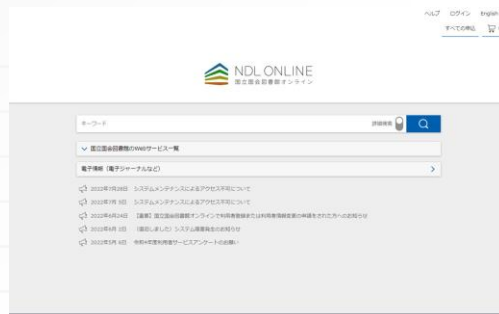 ヘルプ ログイン English
すべての申込
NDL ONLINE
国立国会図書館オンライン
キーワード 詳細検索
国立国会図書館のWebサービス一覧
電子情報（電子ジャーナルなど）
2022年7月28日 システムメンテナンスによるアクセス不可について
2022年7月 5日 システムメンテナンスによるアクセス不可について
2022年6月24日 【重要】国立国会図書館オンラインで利用者登録または利用者情報変更の申請をされた方へのお知らせ
2022年6月 1日 （復旧しました）システム障害発生のお知らせ
2022年5月 6日 令和4年度利用者サービスアンケートのお願い